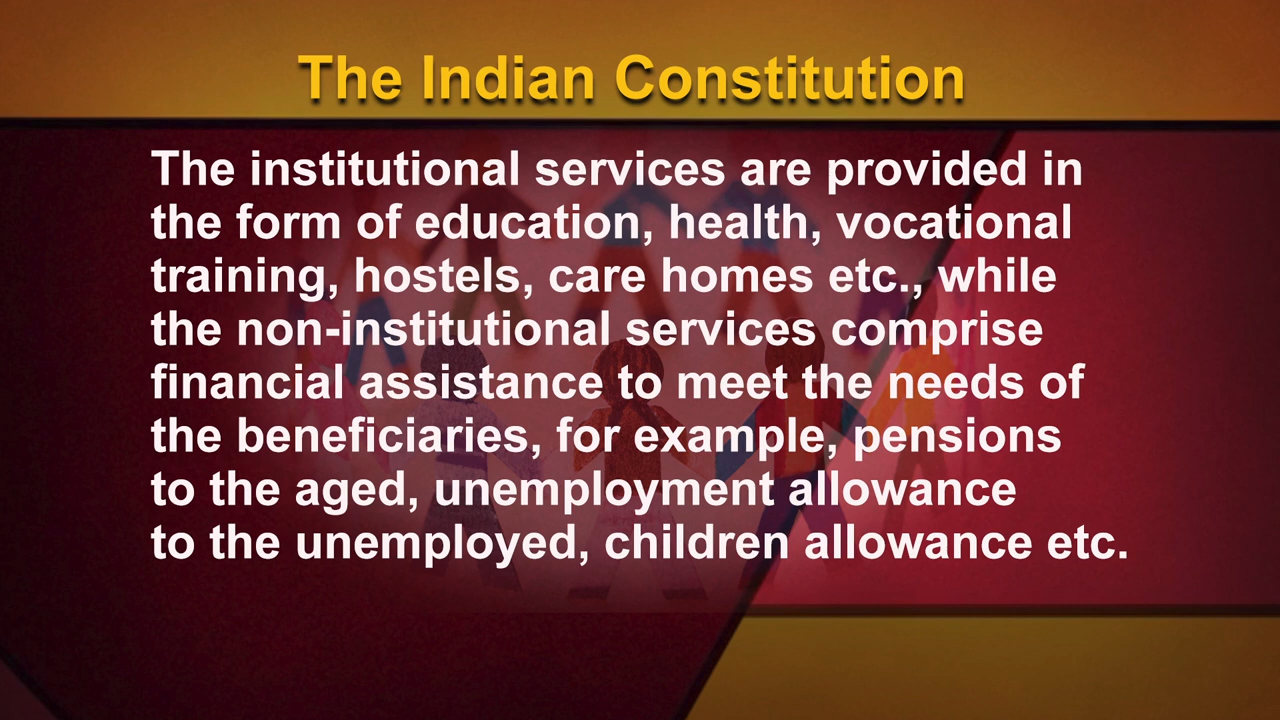 The Indian Constitution
The institutional services are provided in
the form of education, health, vocational
training, hostels, care homes etc., while
the non-institutional services comprise
financial assistance to meet the needs of
the beneficiaries, for example, pensions
to the aged, unemployment allowance
to the unemployed, children allowance etc.